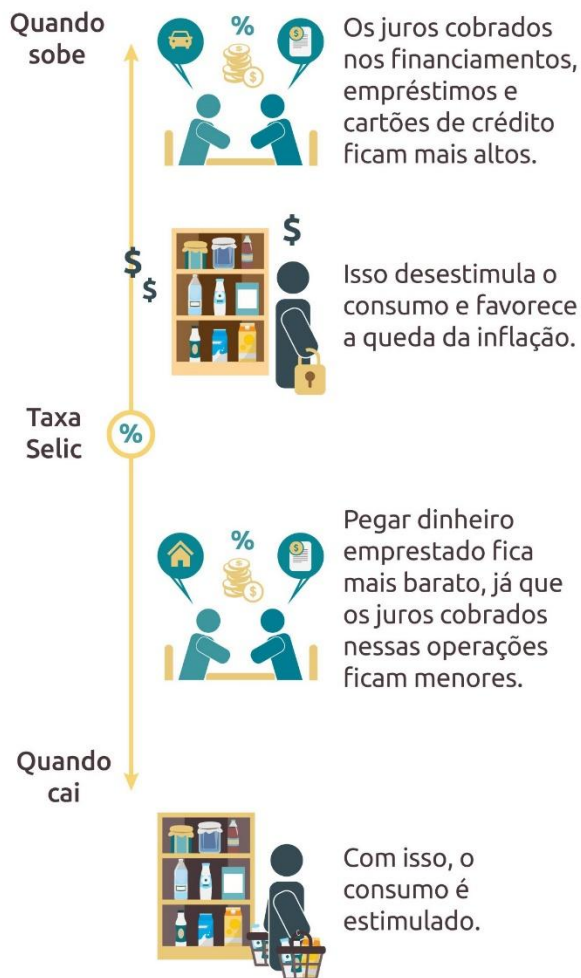 Quando
sobe
%
$
$
$
Os juros cobrados
nos financiamentos,
empréstimos e
cartões de crédito
ficam mais altos.
$
$
$
Isso desestimula o
consumo e favorece
a queda da inflação.
Taxa
Selic
%
%
$
$
$
Pegar dinheiro
emprestado fica
mais barato, já que
os juros cobrados
nessas operações
ficam menores.
Quando
cai
Com isso, o
consumo é
estimulado.